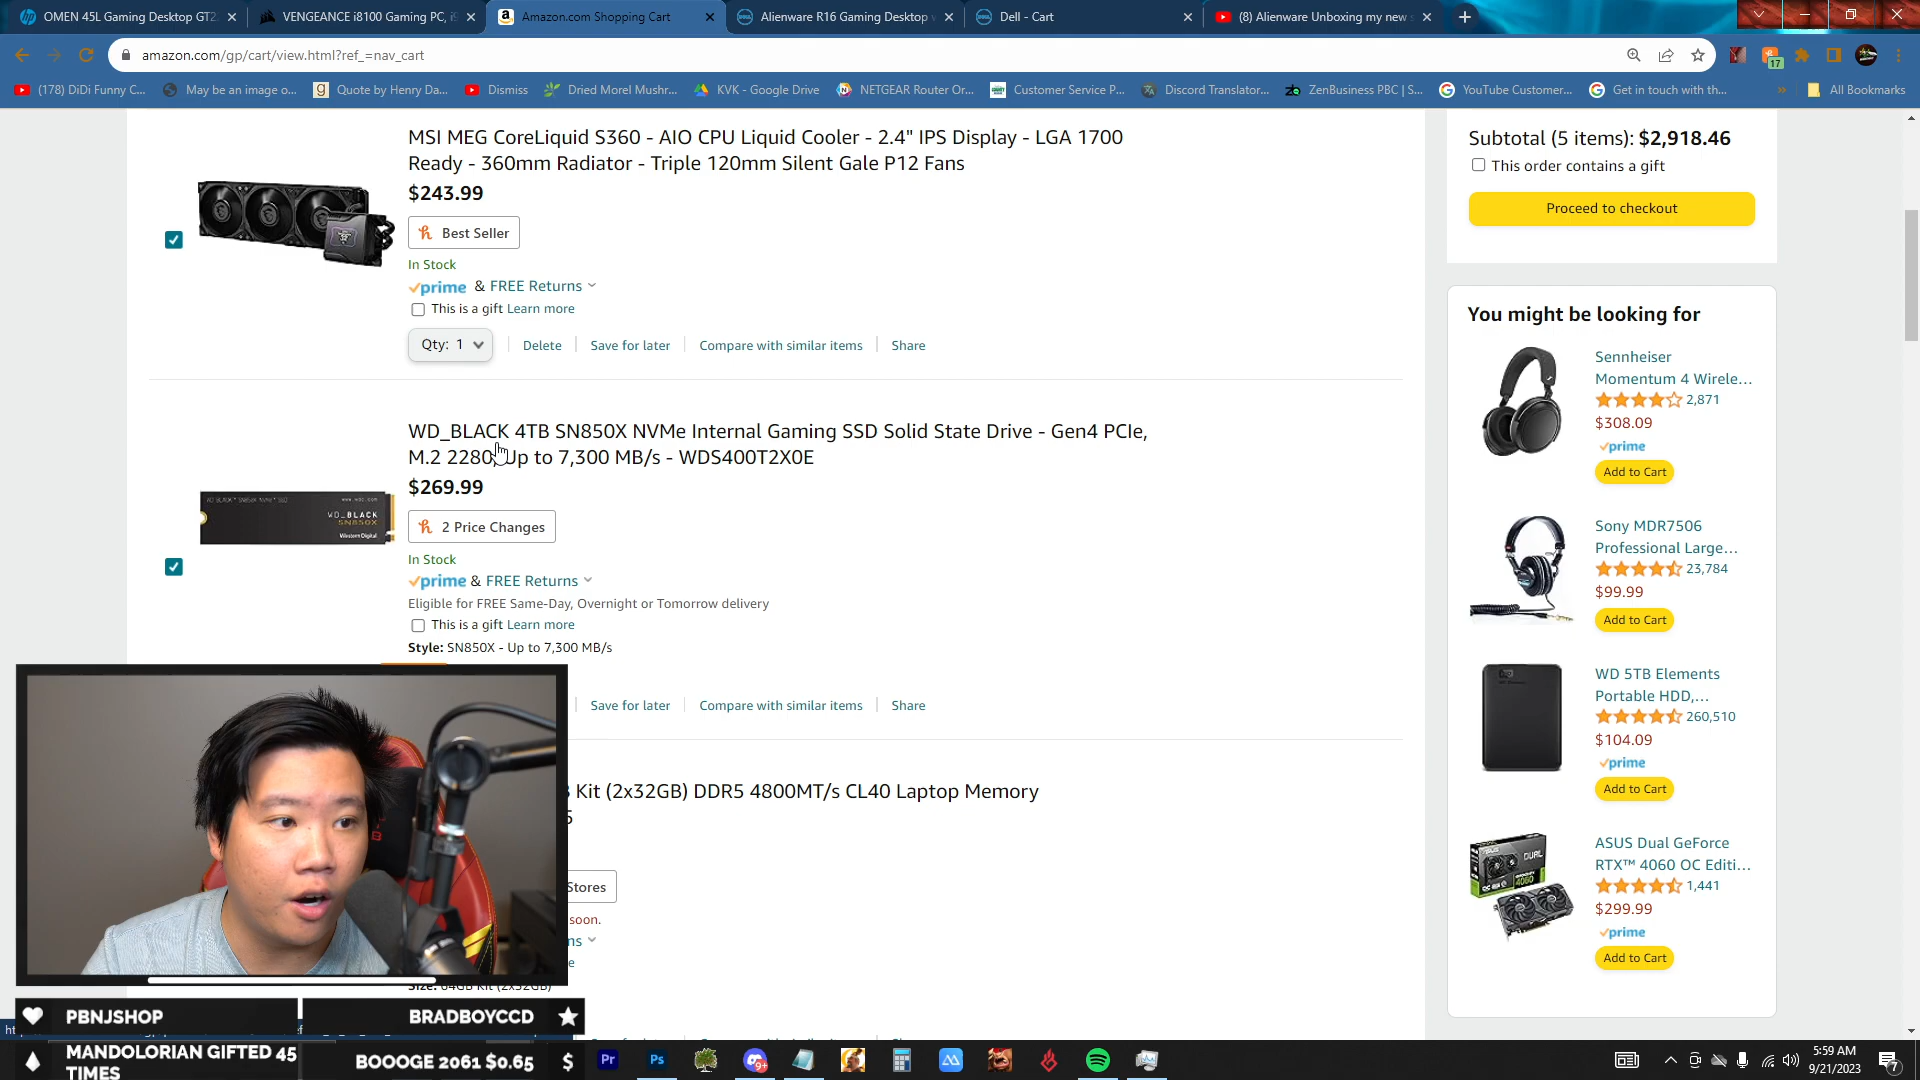 OMEN 45L Gaming Desktop GT2
VENGEANCE i8100 Gaming PC, i9
Amazon.com Shopping Cart
Alienware R16 Gaming Desktop w
Dell - Cart
(8) Alienware Unboxing my new s
amazon.com/gp/cart/view.html?ref_=nav_cart
17
(178) DiDi Funny C...
May be an image o...
Quote by Henry Da...
Dismiss
Dried Morel Mushr...
KVK - Google Drive
NETGEAR Router Or...
Customer Service P...
Discord Translator...
ZenBusiness PBC | S...
YouTube Customer...
Get in touch with th...
All Bookmarks
MSI MEG CoreLiquid S360 - AIO CPU Liquid Cooler - 2.4" IPS Display - LGA 1700
Ready - 360mm Radiator - Triple 120mm Silent Gale P12 Fans
$243.99
Best Seller
In Stock
prime & FREE Returns
This is a gift Learn more
Qty: 1
Delete
Save for later
Compare with similar items
Share
WD_BLACK 4TB SN850X NVMe Internal Gaming SSD Solid State Drive - Gen4 PCIe,
M.2 2280, Up to 7,300 MB/s - WDS400T2X0E
$269.99
2 Price Changes
In Stock
prime & FREE Returns
Eligible for FREE Same-Day, Overnight or Tomorrow delivery
This is a gift Learn more
Style: SN850X - Up to 7,300 MB/s
WD_BLACK
SN850X
Western Digital
Save for later
Compare with similar items
Share
Kit (2x32GB) DDR5 4800MT/s CL40 Laptop Memory
Stores
soon.
Size: 64GB Kit (2x32GB)
Subtotal (5 items): $2,918.46
This order contains a gift
Proceed to checkout
You might be looking for
Sennheiser
Momentum 4 Wirele...
2,871
$308.09
prime
Add to Cart
Sony MDR7506
Professional Large...
23,784
$99.99
Add to Cart
WD 5TB Elements
Portable HDD,...
260,510
$104.09
prime
Add to Cart
ASUS Dual GeForce
RTX™ 4060 OC Editi...
1,441
$299.99
prime
Add to Cart
PBNJSHOP
BRADBOYCCD
MANDOLORIAN GIFTED 45
TIMES
BOOOGE 2061 $0.65
$
Pr
Ps
5:59 AM
9/21/2023
7